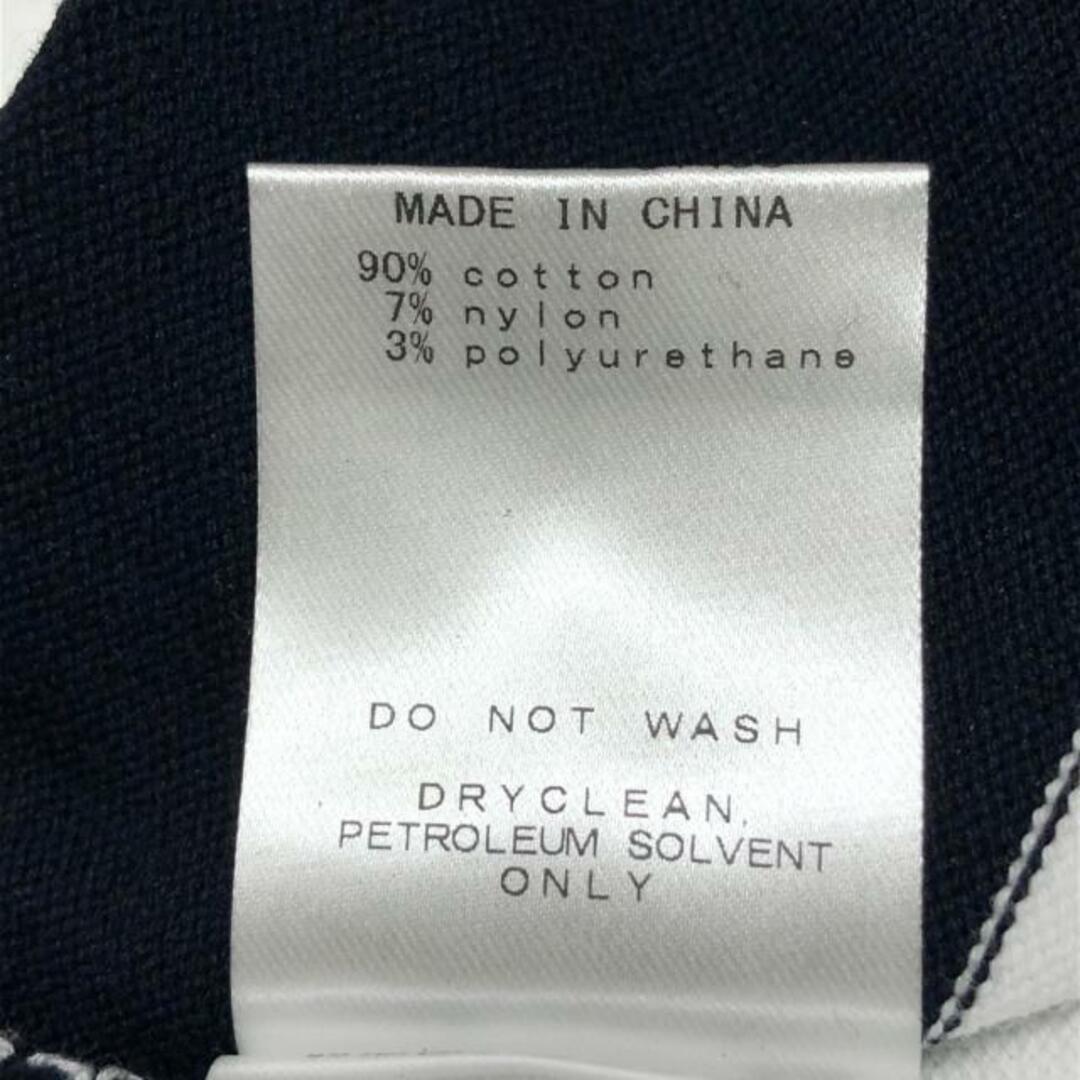 MADE IN CHINA
90% cotton
7% nylon
3% polyurethane
DO NOT WASH
DRYCLEAN,
PETROLEUM SOLVENT
ONLY